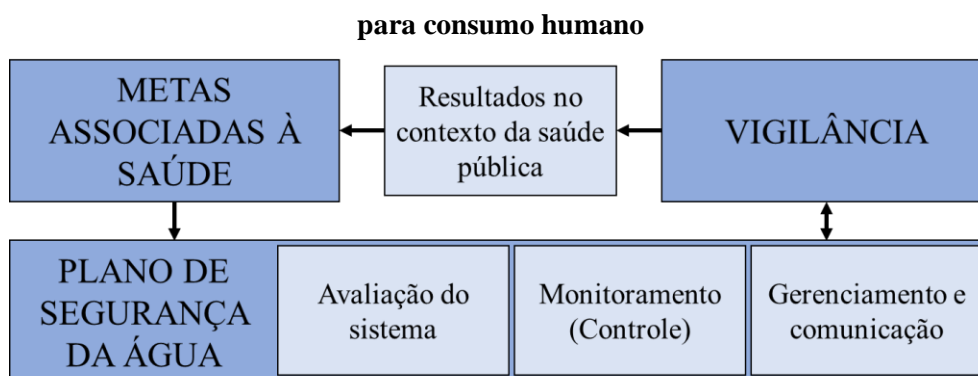 para consumo humano
METAS
ASSOCIADAS À
SAÚDE
Resultados no
contexto da saúde
pública
VIGILÂNCIA
PLANO DE
SEGURANÇA
DA ÁGUA
Avaliação do
sistema
Monitoramento
(Controle)
Gerenciamento e
comunicação